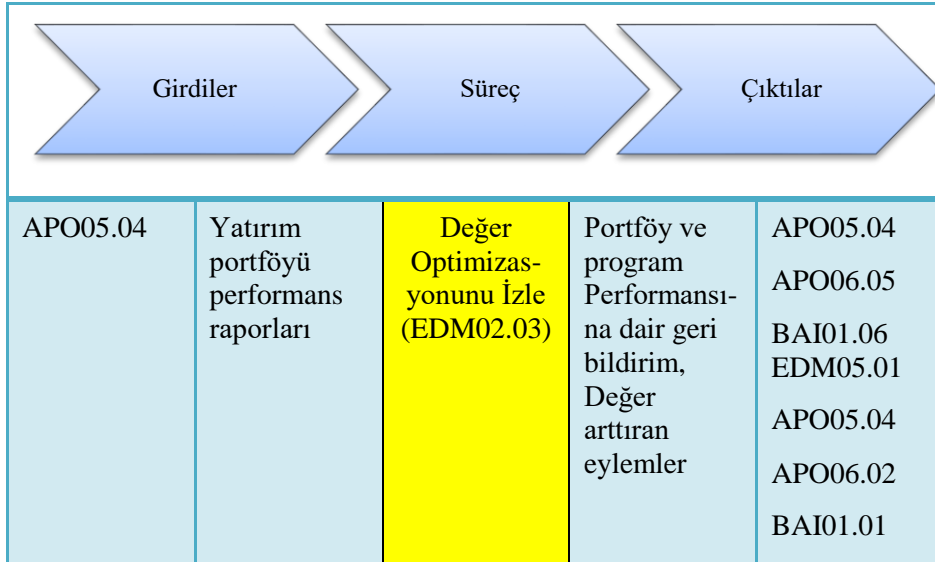 Girdiler
Süreç
Çıktılar
APO05.04
Yatırım
portföyü
performans
raporları
Değer
Optimizas-
yonunu İzle
(EDM02.03)
Portföy ve
program
Performansı-
na dair geri
bildirim,
Değer
arttıran
eylemler
APO05.04
APO06.05
BAI01.06
EDM05.01
APO05.04
APO06.02
BAI01.01